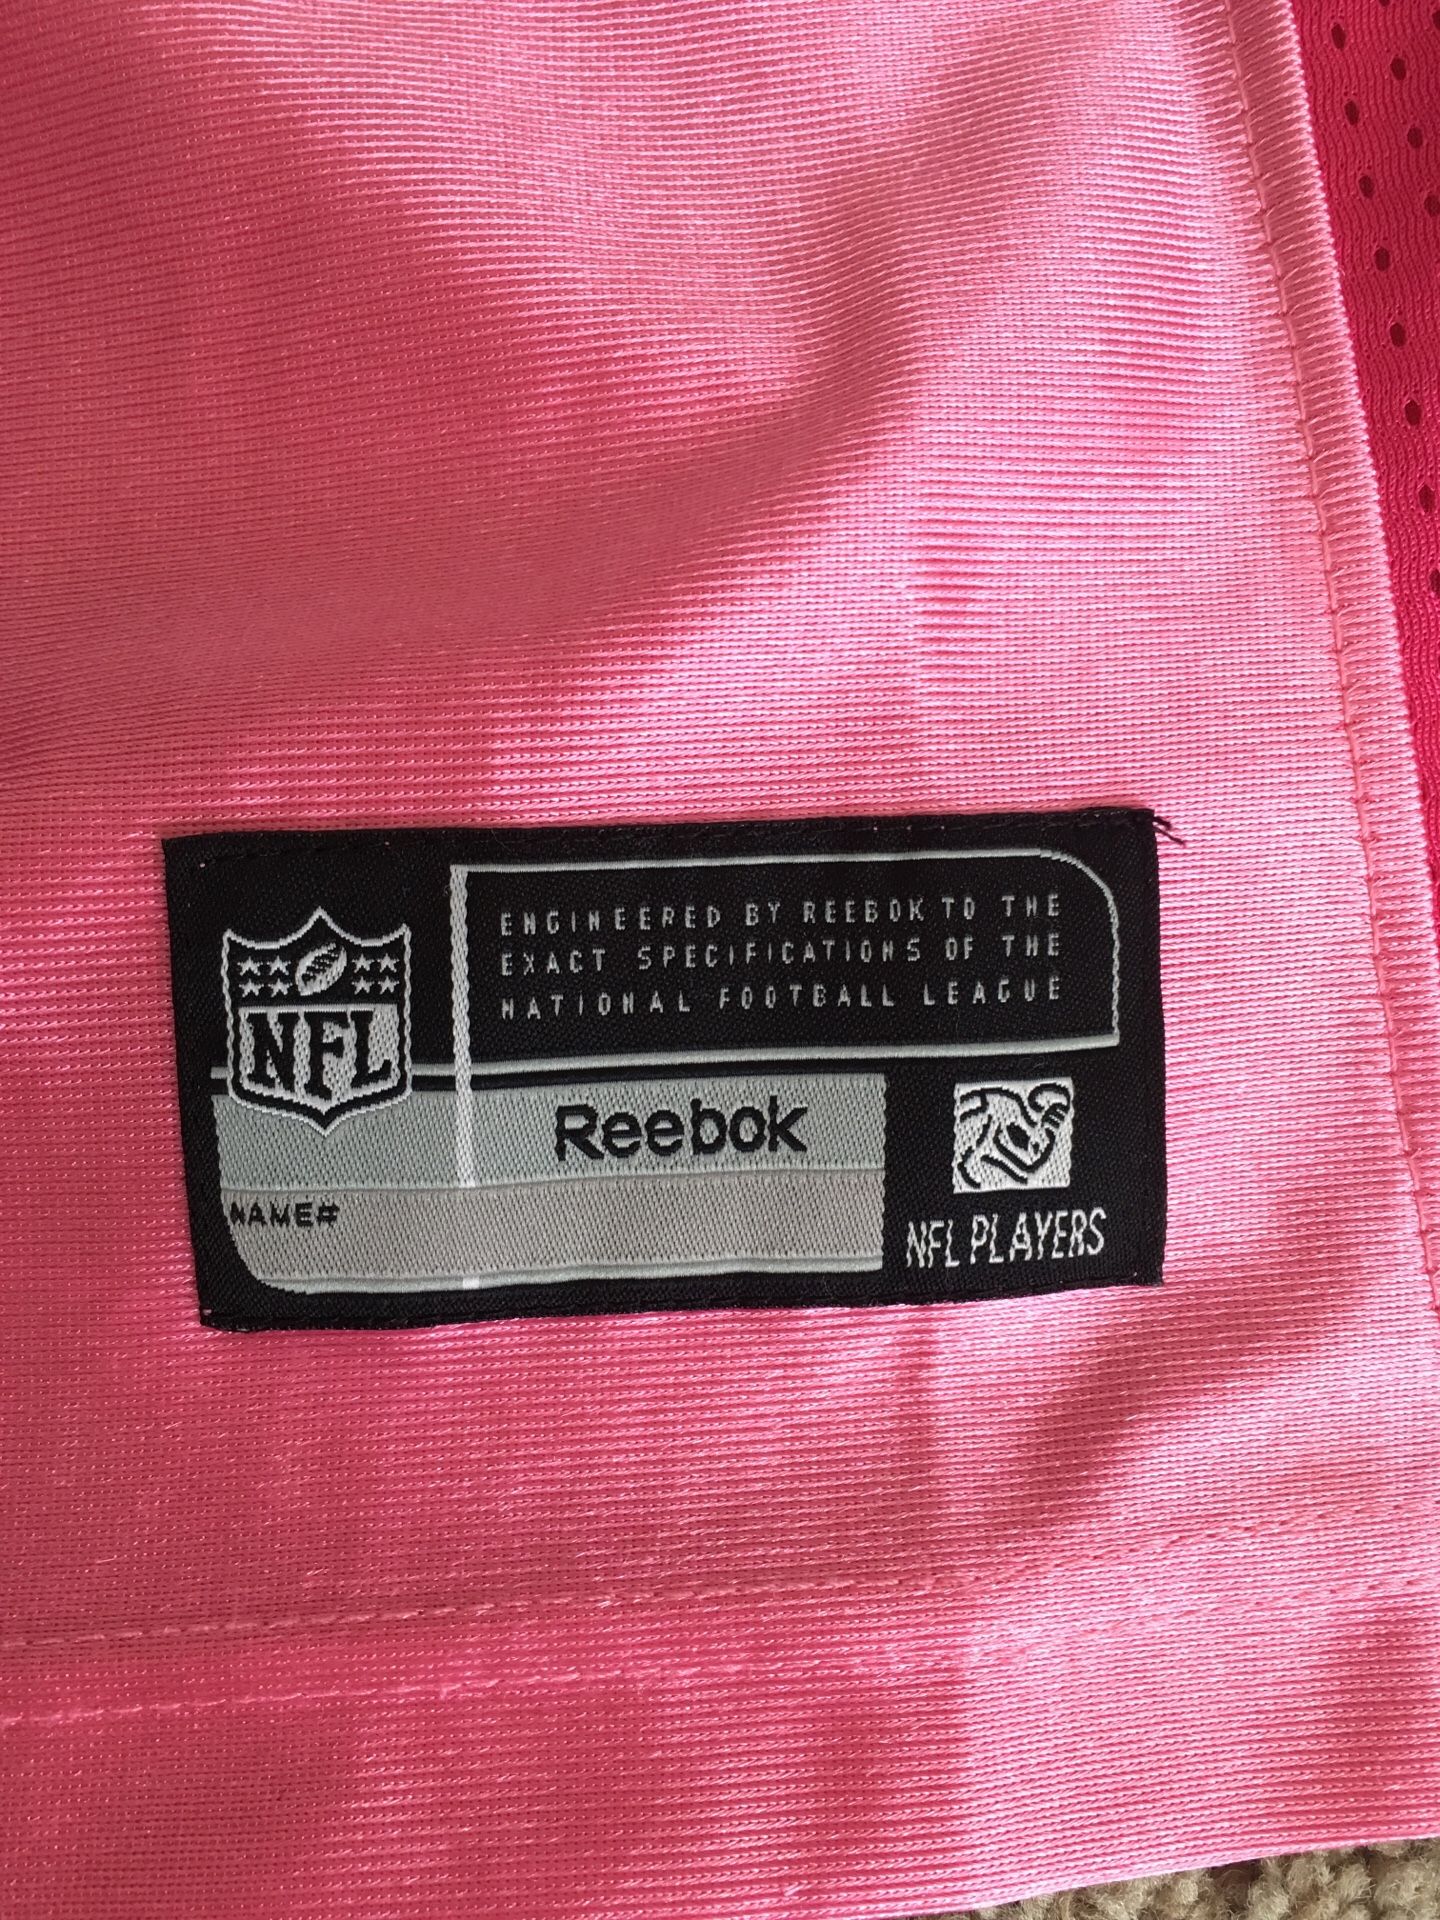 ENGINEERED BY REEBOK TO THE
EXACT SPECIFICATIONS OF THE
NATIONAL FOOTBALL LEAGUE
NFL
Reebok
NAME#
NFL PLAYERS